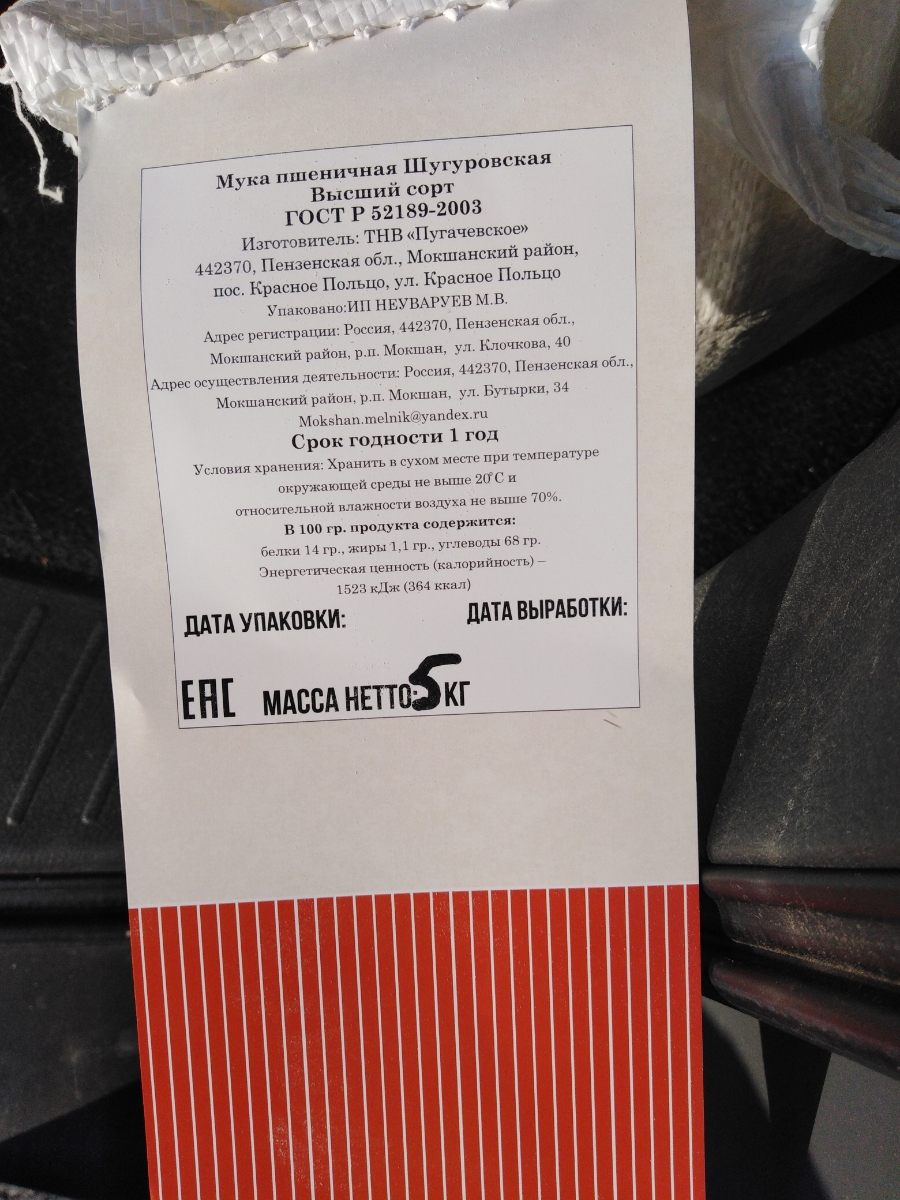 Мука пшеничная Шугуровская
Высший сорт
ГОСТ Р 52189-2003
Изготовитель: ТНВ «Пугачевское»
442370, Пензенская обл., Мокшанский район,
пос. Красное Польцо, ул. Красное Польцо
Упаковано:ИП НЕУВАРУЕВ М.В.
Адрес регистрации: Россия, 442370, Пензенская обл.,
Мокшанский район, р.п. Мокшан, ул. Клочкова, 40
Адрес осуществления деятельности: Россия, 442370, Пензенская обл.,
Мокшанский район, р.п. Мокшан, ул. Бутырки, 34
Mokshan.melnik@yandex.ru
Срок годности 1 год
Условия хранения: Хранить в сухом месте при температуре
окружающей среды не выше 20°С и
относительной влажности воздуха не выше 70%.
В 100 гр. продукта содержится:
белки 14 гр., жиры 1,1 гр., углеводы 68 гр.
Энергетическая ценность (калорийность) –
1523 кДж (364 ккал)
ДАТА УПАКОВКИ: ДАТА ВЫРАБОТКИ:
ЕАС МАССА НЕТТО:5КГ